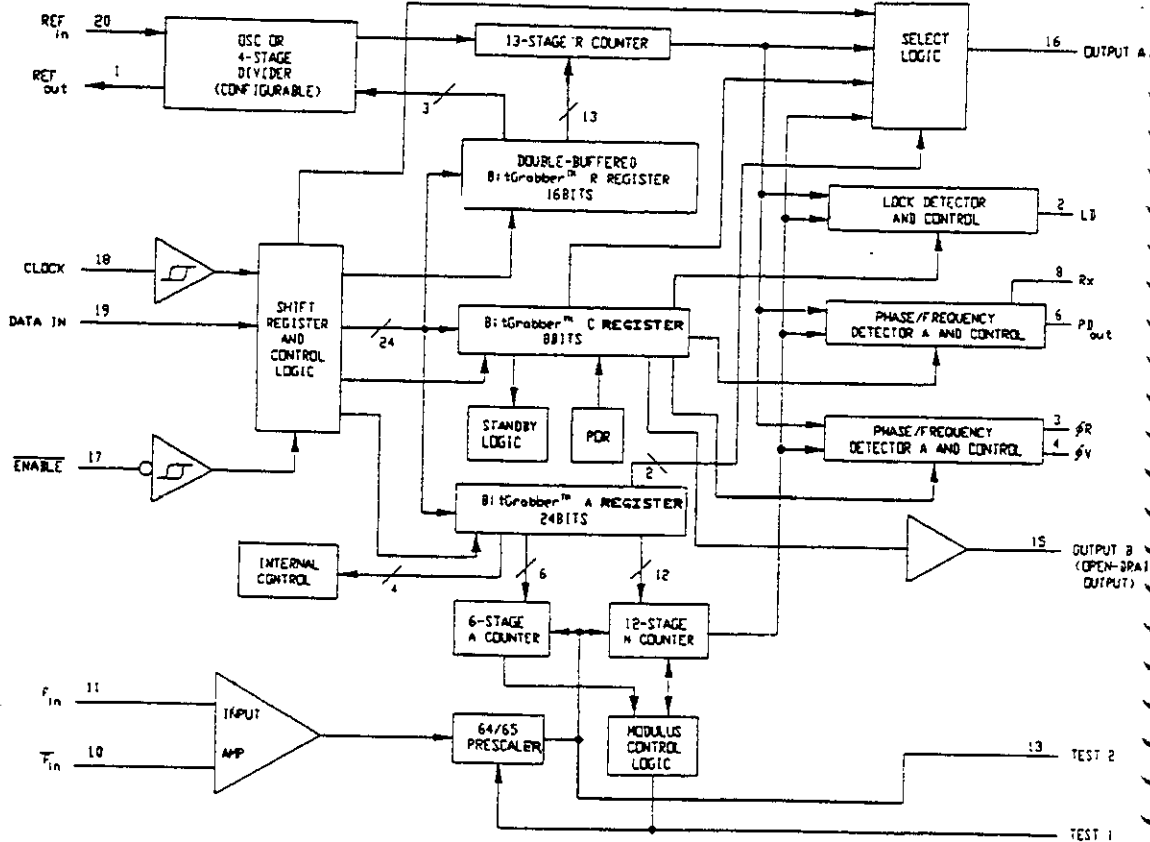 REF in 20
REF out 1
OSC OR
4-STAGE
DIVIDER
(CONFIGURABLE)
13-STAGE R COUNTER
SELECT
LOGIC
16 OUTPUT A
3
13
DOUBLE-BUFFERED
BitGrabber™ R REGISTER
16BITS
LOCK DETECTOR
AND CONTROL
2 LD
CLOCK 18
DATA IN 19
SHIFT
REGISTER
AND
CONTROL
LOGIC
24
BitGrabber™ C REGISTER
8BITS
8 Rx
PHASE/FREQUENCY
DETECTOR A AND CONTROL
6 PD out
STANDBY
LOGIC
POR
PHASE/FREQUENCY
DETECTOR A AND CONTROL
3 ϕR
4 ϕV
ENABLE 17
2
BitGrabber™ A REGISTER
24BITS
15 OUTPUT B
(OPEN-DRAI
OUTPUT)
INTERNAL
CONTROL
4
6
12
6-STAGE
A COUNTER
12-STAGE
N COUNTER
F in 11
F in 10
INPUT
AMP
64/65
PRESCALER
MODULUS
CONTROL
LOGIC
13 TEST 2
TEST 1